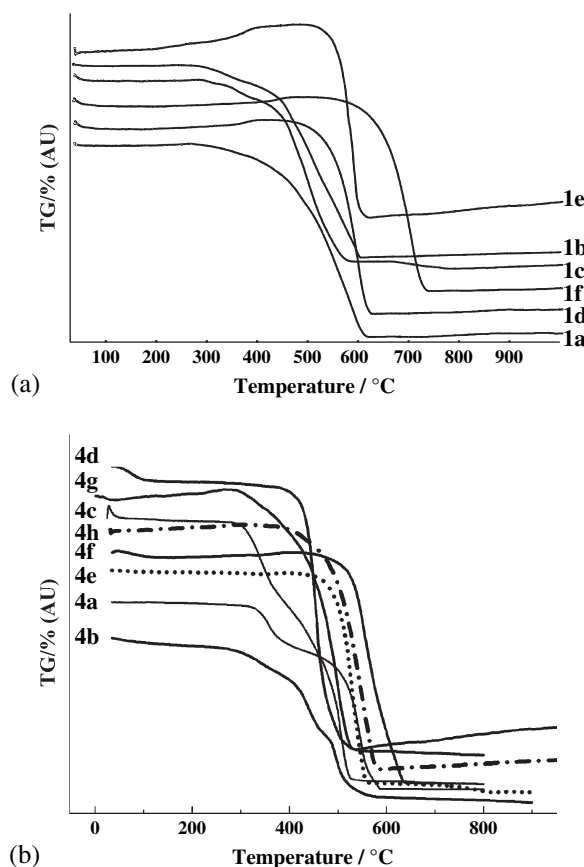 TG/% (AU)
1e
1b
1c
1f
1d
1a
100 200 300 400 500 600 700 800 900
(a)
Temperature / °C
4d
4g
4c
4h
4f
4e
4a
4b
TG/% (AU)
0 200 400 600 800
(b)
Temperature / °C